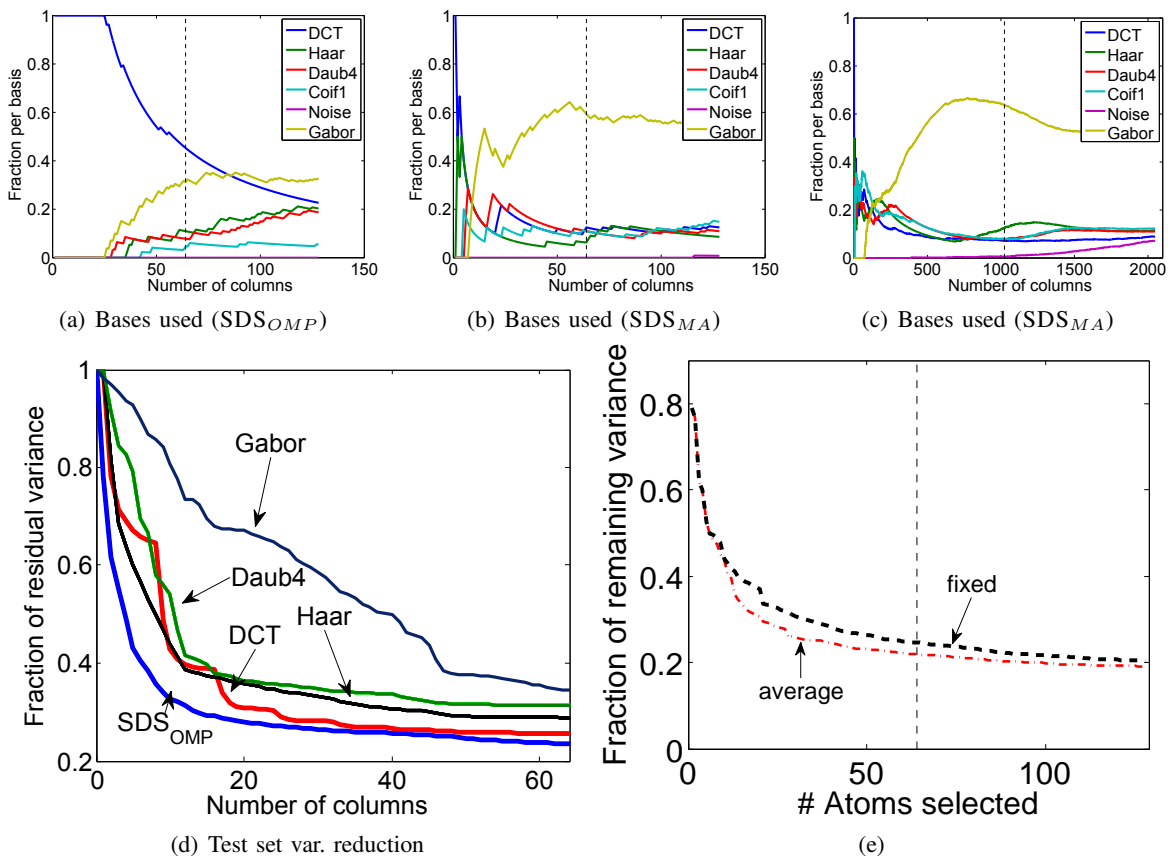 1
0.8
0.6
0.4
0.2
0
Fraction per basis
DCT
Haar
Daub4
Coif1
Noise
Gabor
0 50 100 150
Number of columns
(a) Bases used (SDS_OMP)
1
0.8
0.6
0.4
0.2
0
Fraction per basis
DCT
Haar
Daub4
Coif1
Noise
Gabor
0 50 100 150
Number of columns
(b) Bases used (SDS_MA)
1
0.8
0.6
0.4
0.2
0
Fraction per basis
DCT
Haar
Daub4
Coif1
Noise
Gabor
0 500 1000 1500 2000
Number of columns
(c) Bases used (SDS_MA)
1
0.8
0.6
0.4
0.2
Fraction of residual variance
Gabor
Daub4
DCT
Haar
SDS_OMP
0 20 40 60
Number of columns
(d) Test set var. reduction
0.8
0.6
0.4
0.2
0
Fraction of remaining variance
fixed
average
0 50 100
# Atoms selected
(e)